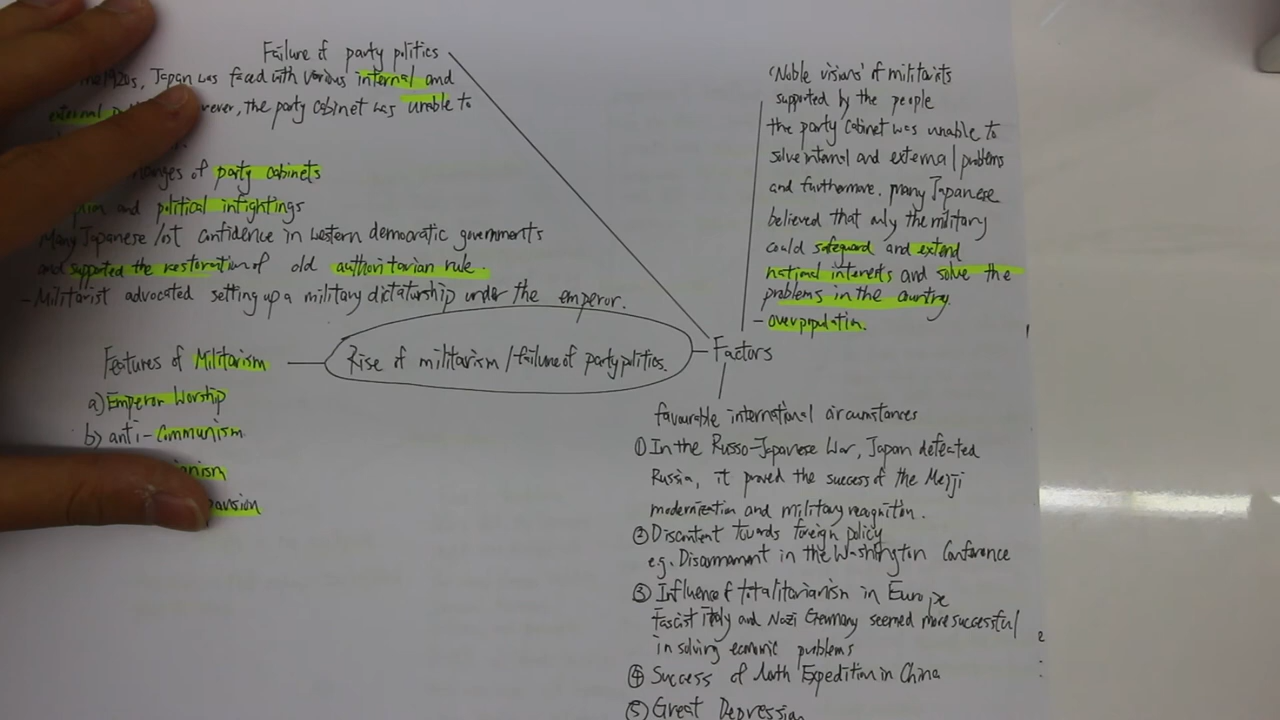 Failure of party politics
1920s, Japan was faced with various internal and
external the party cabinet was unable to
of party cabinets
and political infightings
Many Japanese lost confidence in western democratic governments
and supported the restoration of old authoritarian rule.
- Militarist advocated setting up a military dictaturship under the emperor.
Features of Militarism
a) Emperor Worship
b) anti-Communism
Rise of militarism / failure of party politics.
Factors
'Noble visions' of militarists
supported by the people
the party cabinet was unable to
solve internal and external problems
and furthermore, many Japanese
believed that only the military
could safeguard and extend
national interests and solve the
problems in the country
- overpopulation.
favourable international circumstances
① In the Russo-Japanese War, Japan defeated
Russia, it proved the success of the Meiji
modernization and military recognition.
② Discontent towards foreign policy
e.g. Disarmament in the Washington Conference
③ Influence of totalitarianism in Europe
Fascist Italy and Nazi Germany seemed more successful
in solving economic problems
④ Success of North Expedition in China
⑤ Great Depression